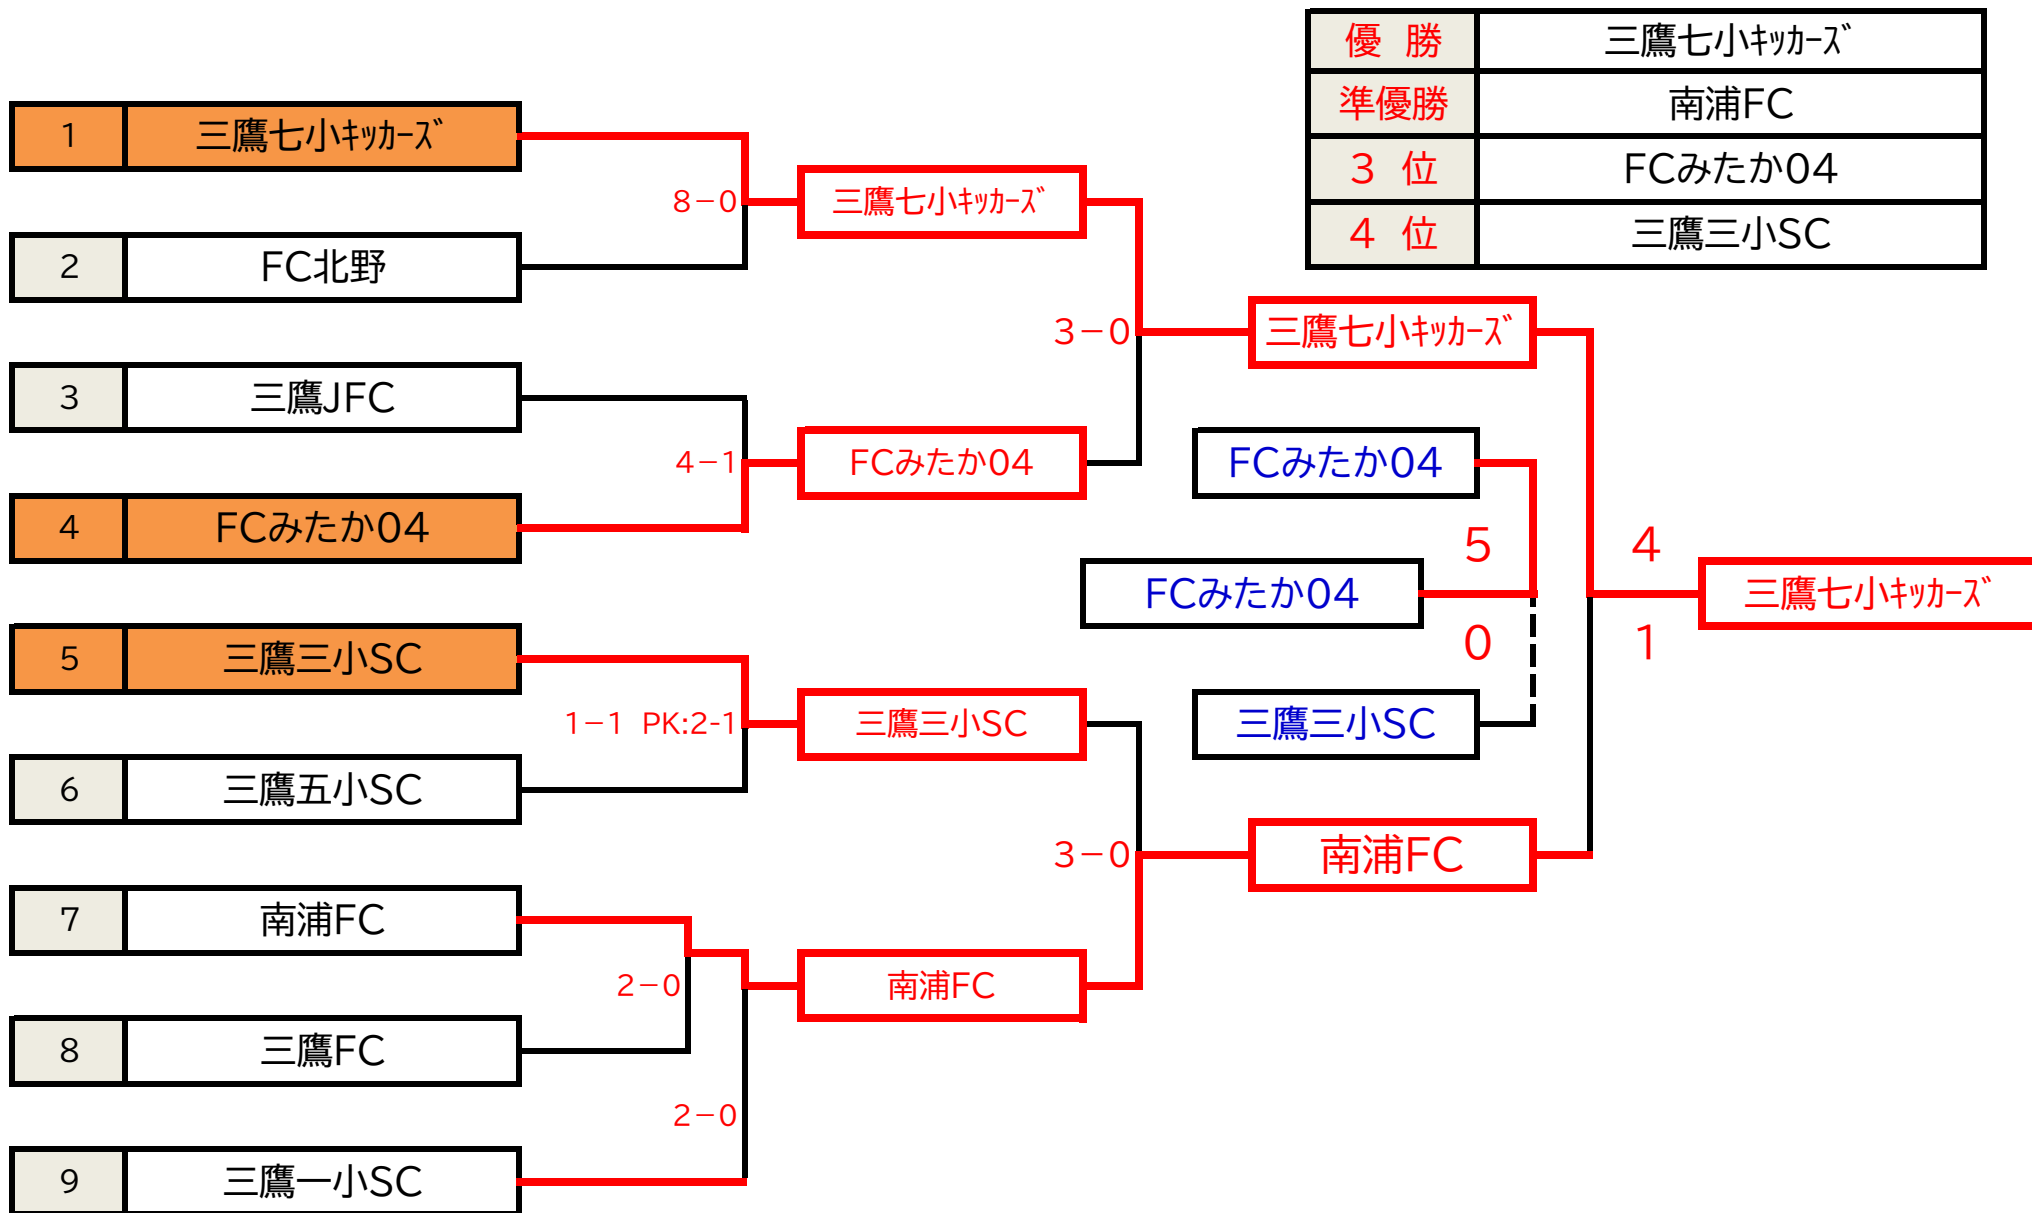 優 勝 三鷹七小ｷｯｶｰｽﾞ
準優勝 南浦FC
３ 位 FCみたか04
４ 位 三鷹三小SC
1 三鷹七小ｷｯｶｰｽﾞ
8－0
三鷹七小ｷｯｶｰｽﾞ
2 FC北野
3－0
三鷹七小ｷｯｶｰｽﾞ
3 三鷹JFC
4－1
FCみたか04
FCみたか04
4 FCみたか04
5
4
FCみたか04
三鷹七小ｷｯｶｰｽﾞ
0
1
5 三鷹三小SC
1－1 PK:2-1
三鷹三小SC
三鷹三小SC
6 三鷹五小SC
3－0
南浦FC
7 南浦FC
2－0
南浦FC
8 三鷹FC
2－0
9 三鷹一小SC